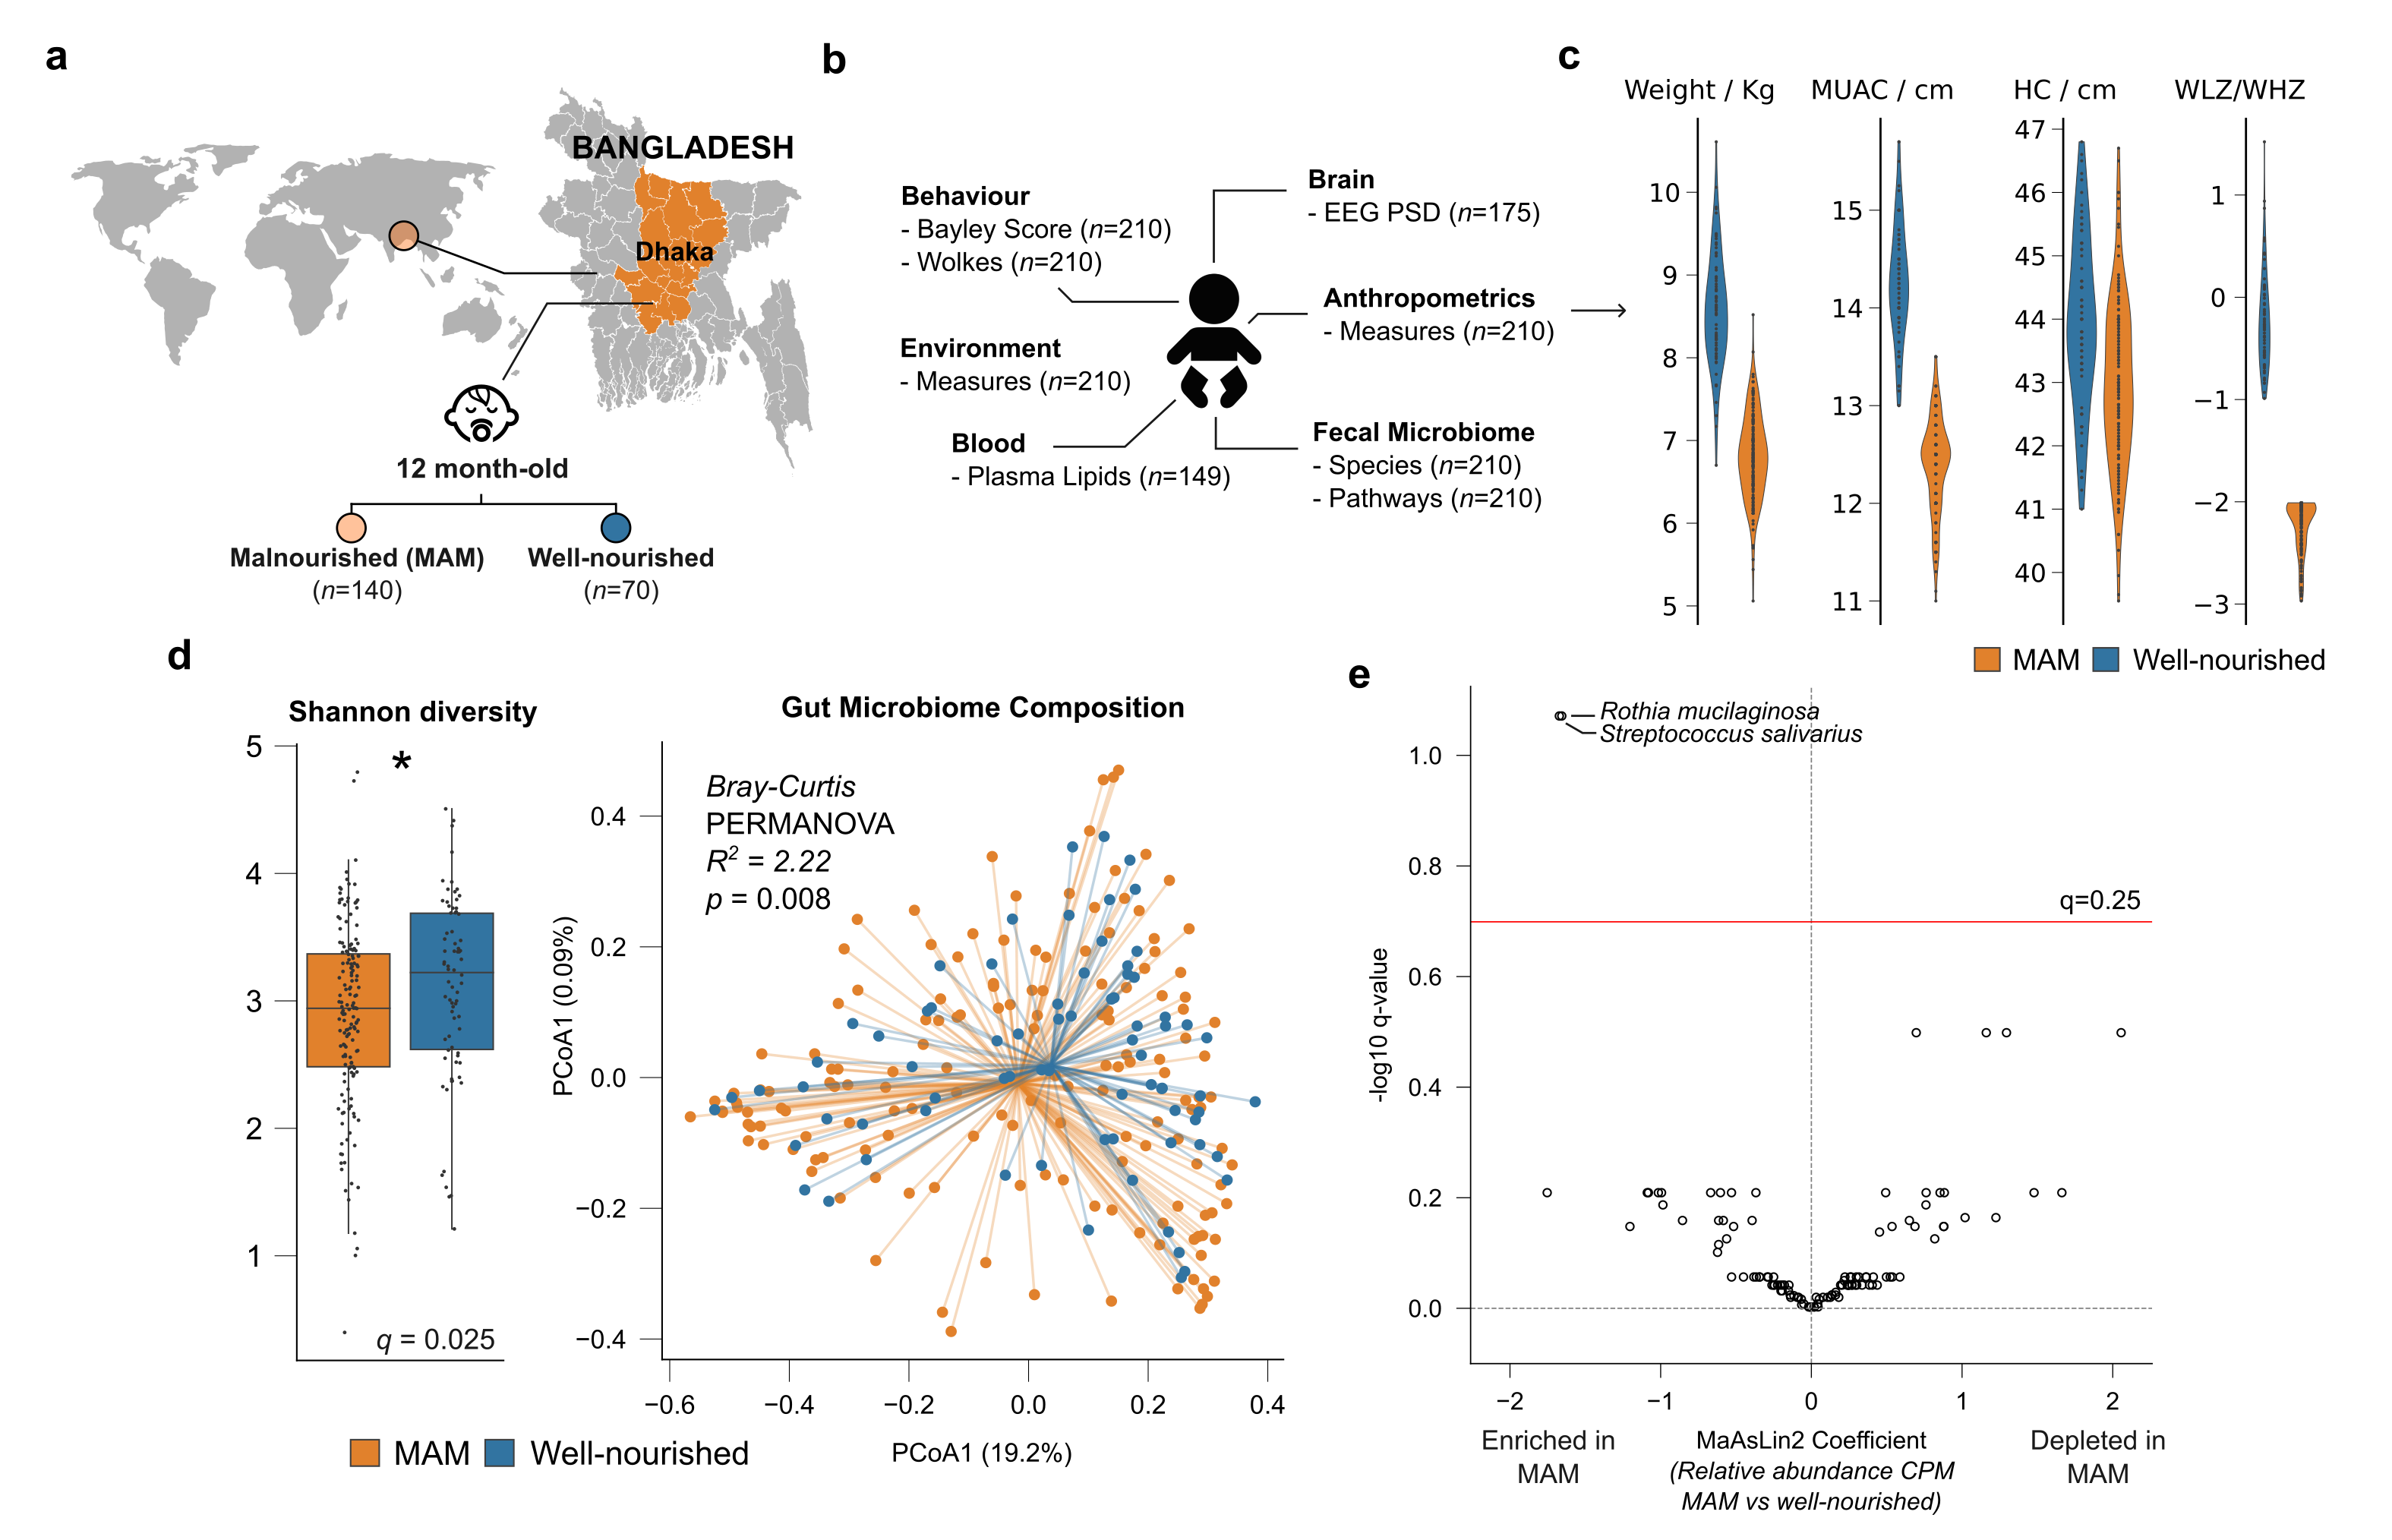 a
BANGLADESH
Dhaka
12 month-old
Malnourished (MAM)
(n=140)
Well-nourished
(n=70)
b
Behaviour
- Bayley Score (n=210)
- Wolkes (n=210)
Environment
- Measures (n=210)
Blood
- Plasma Lipids (n=149)
Brain
- EEG PSD (n=175)
Anthropometrics
- Measures (n=210)
Fecal Microbiome
- Species (n=210)
- Pathways (n=210)
c
Weight / Kg
10
9
8
7
6
5
MUAC / cm
15
14
13
12
11
HC / cm
47
46
45
44
43
42
41
40
WLZ/WHZ
1
0
−1
−2
−3
MAM
Well-nourished
d
Shannon diversity
5
4
3
2
1
*
q = 0.025
Gut Microbiome Composition
Bray-Curtis
PERMANOVA
R² = 2.22
p = 0.008
PCoA1 (0.09%)
0.4
0.2
0.0
−0.2
−0.4
−0.6 −0.4 −0.2 0.0 0.2 0.4
PCoA1 (19.2%)
MAM
Well-nourished
e
Rothia mucilaginosa
Streptococcus salivarius
q=0.25
-log10 q-value
1.0
0.8
0.6
0.4
0.2
0.0
−2 −1 0 1 2
Enriched in
MAM
MaAsLin2 Coefficient
(Relative abundance CPM
MAM vs well-nourished)
Depleted in
MAM